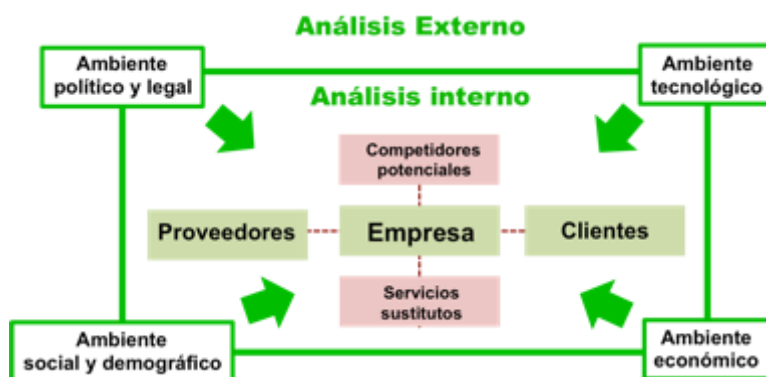 Análisis Externo
Ambiente
político y legal
Ambiente
tecnológico
Análisis interno
Competidores
potenciales
Proveedores
Empresa
Clientes
Servicios
sustitutos
Ambiente
social y demográfico
Ambiente
económico